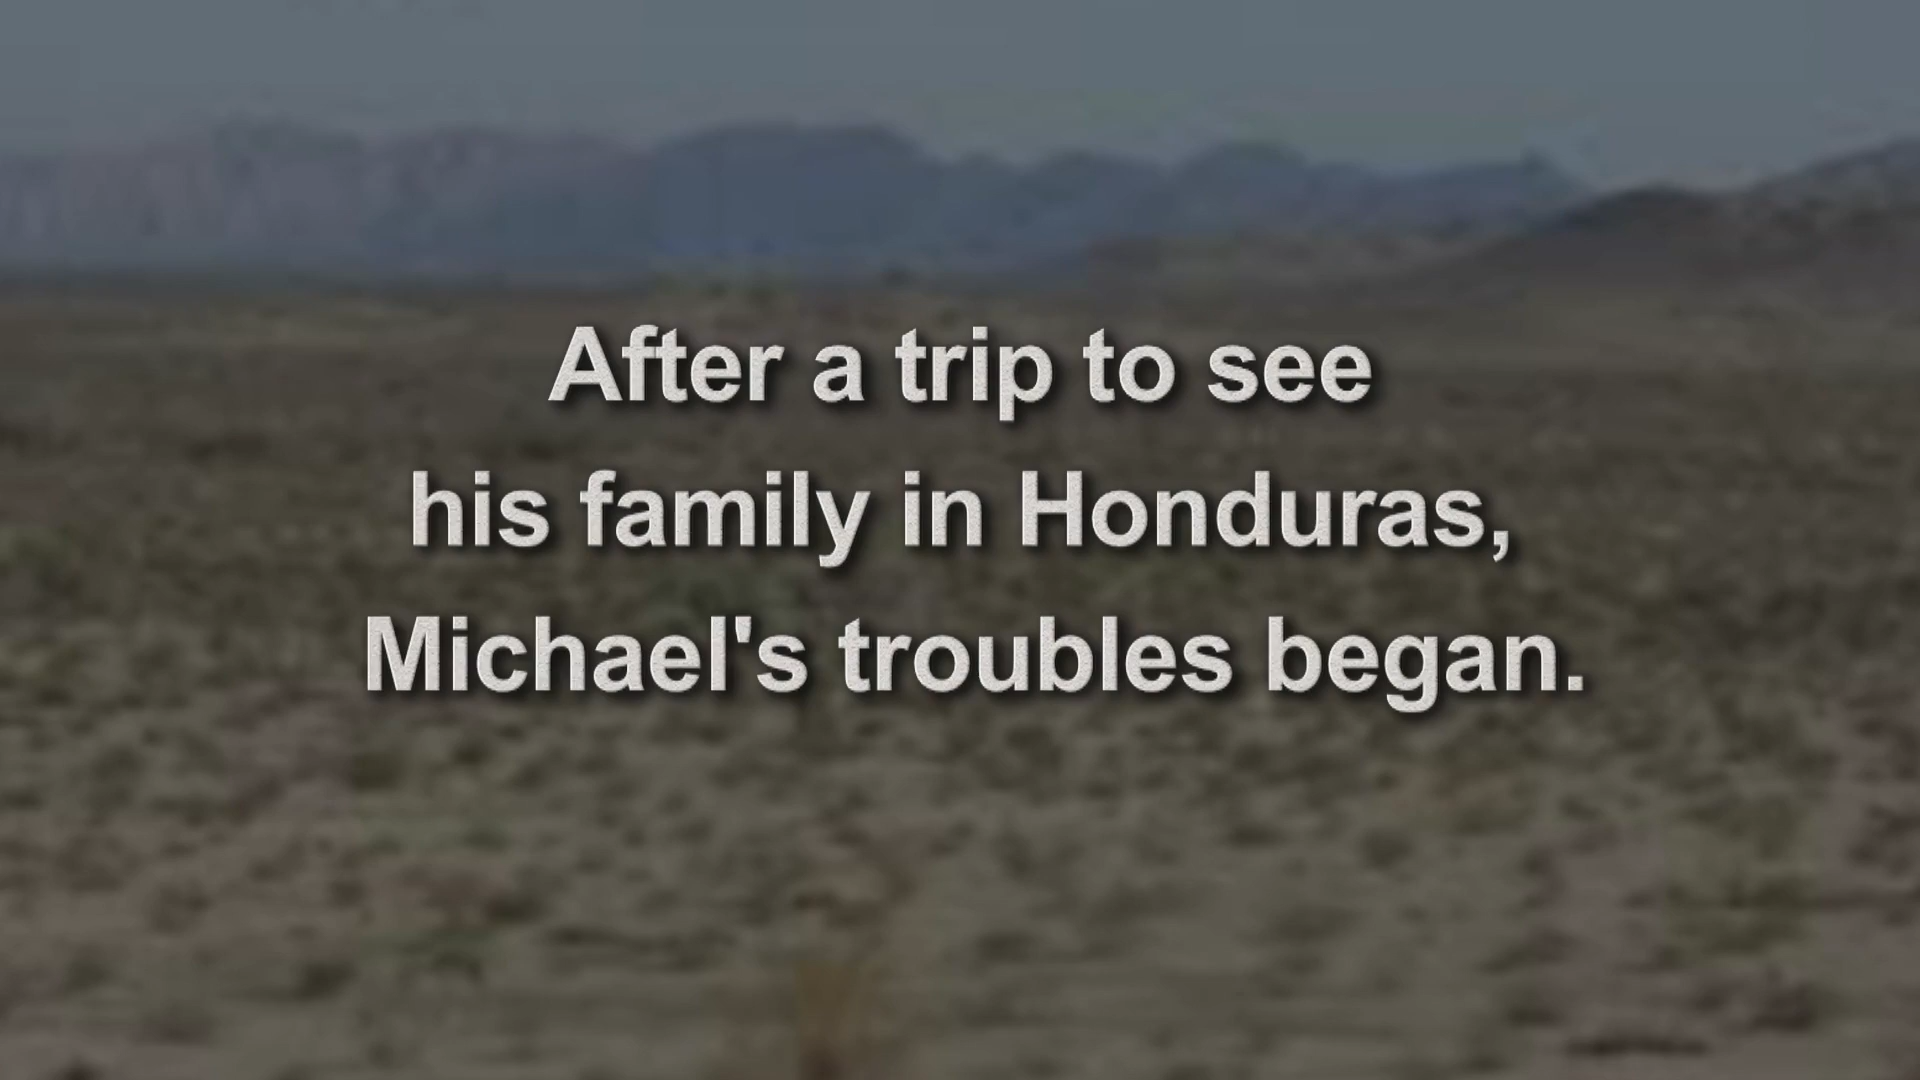 After a trip to see
his family in Honduras,
Michael's troubles began.